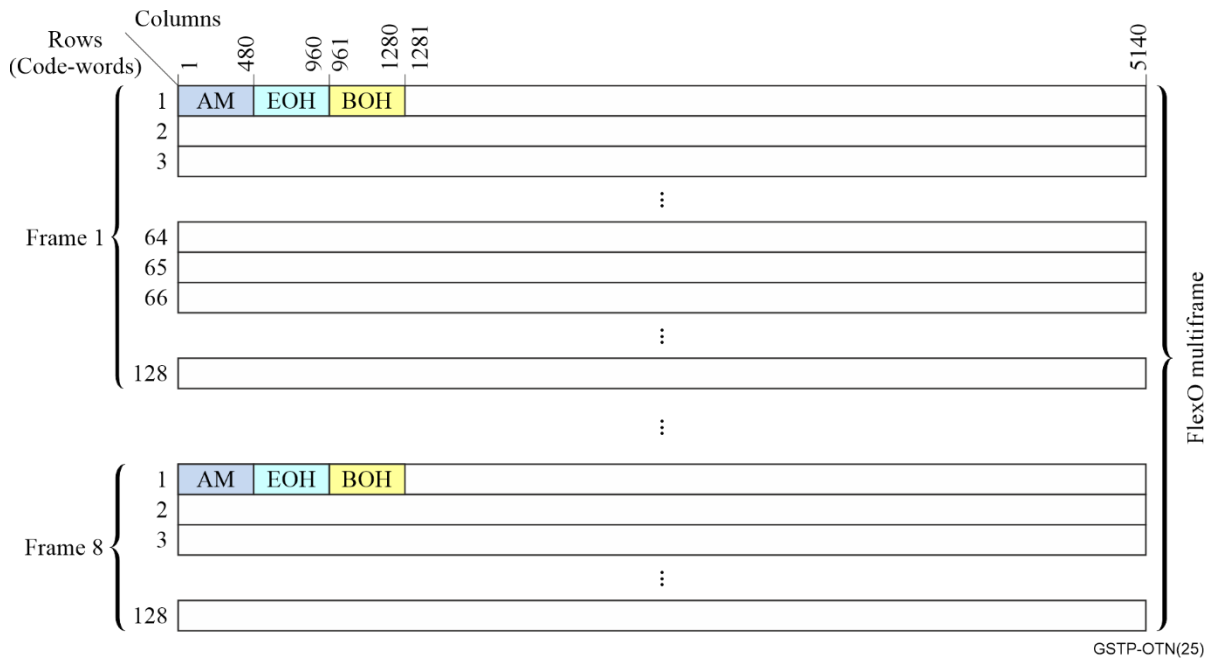 Columns
Rows
(Code-words)
1 480 960 961 1280 1281 5140
1 AM EOH BOH
2
3
⋮
Frame 1
64
65
66
⋮
128
⋮
FlexO multiframe
1 AM EOH BOH
2
3
Frame 8
⋮
128
GSTP-OTN(25)